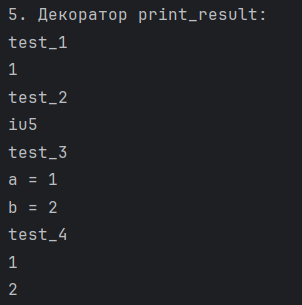 5. Декоратор print_result:
test_1
1
test_2
iu5
test_3
a = 1
b = 2
test_4
1
2